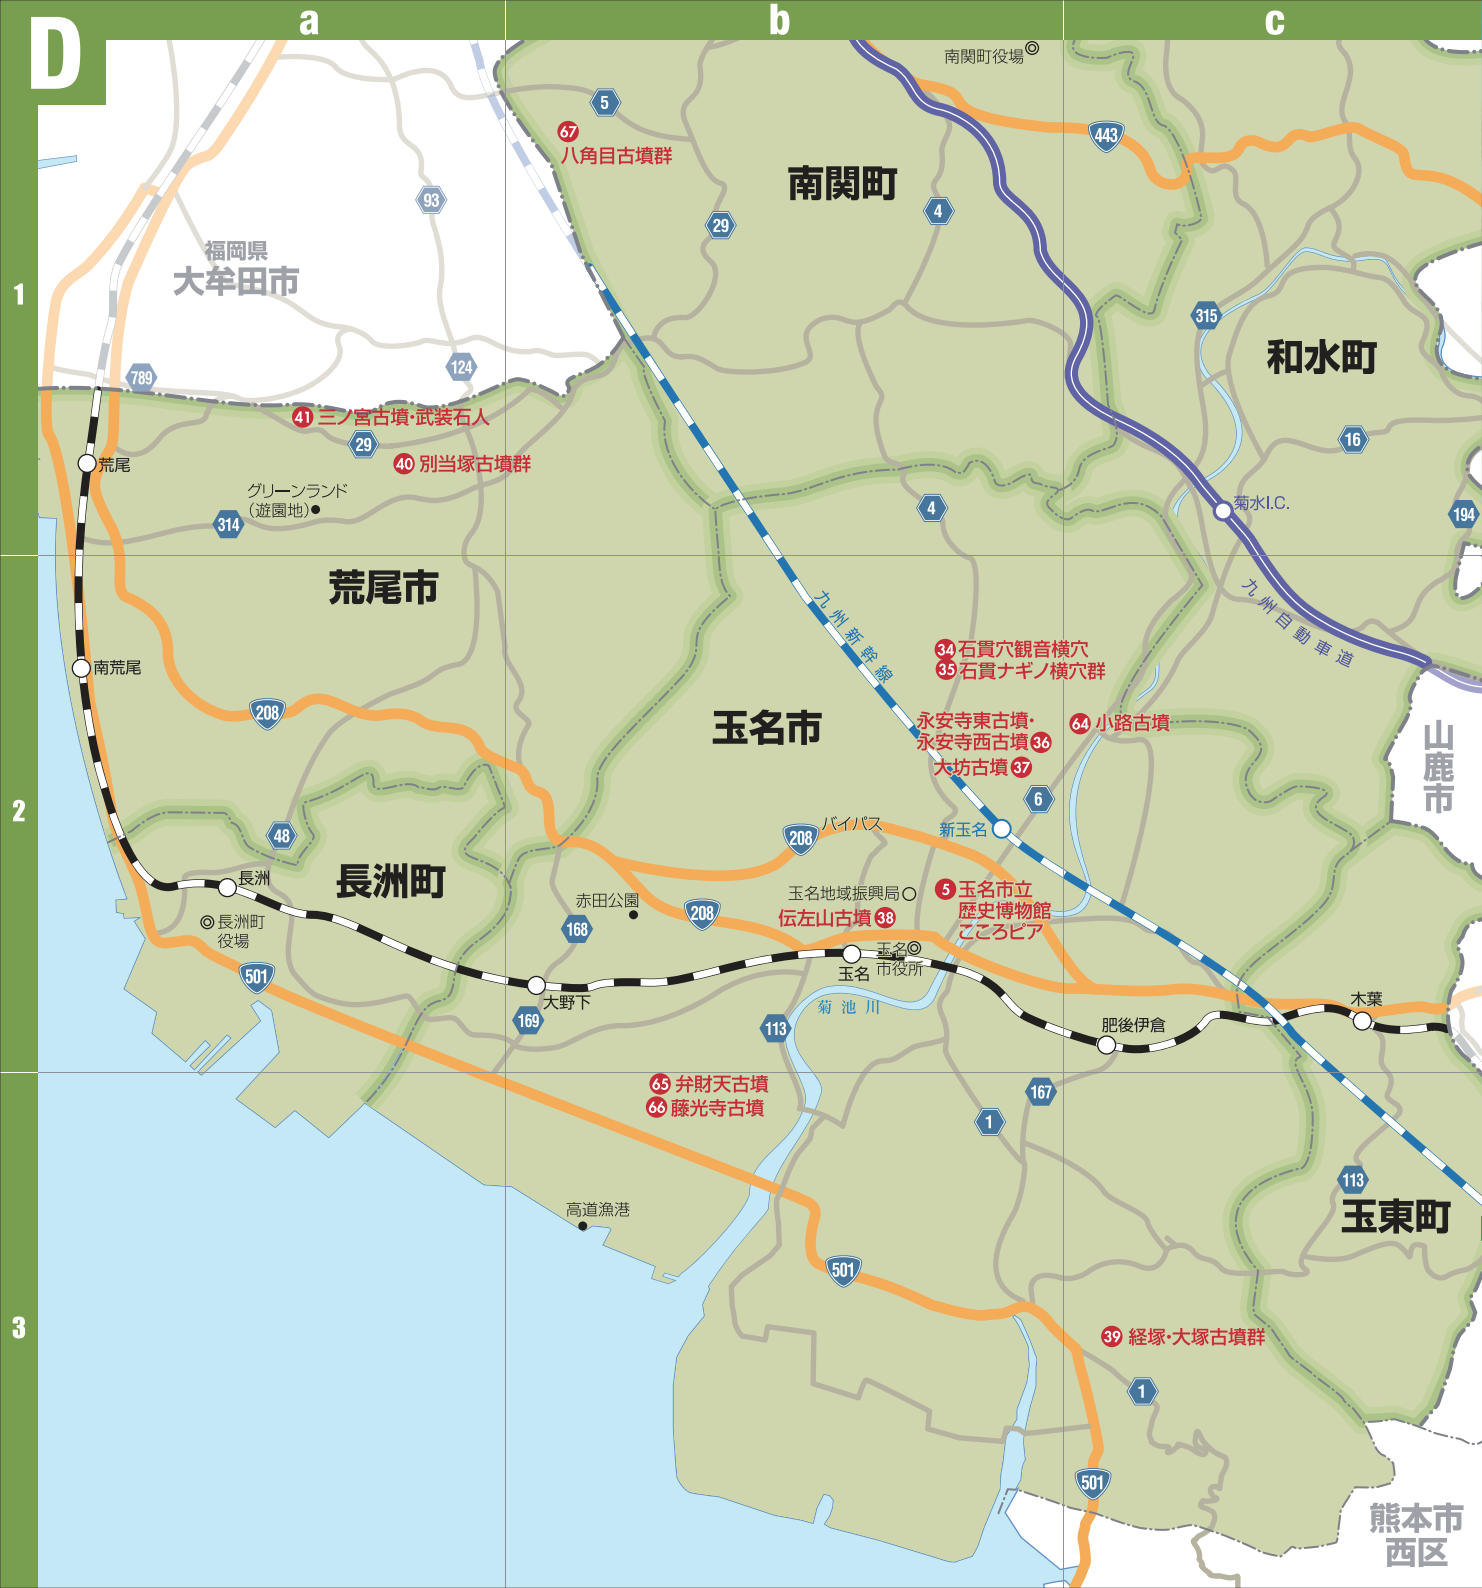 D
a
b
c
1
2
3
南関町役場
5
443
67
八角目古墳群
南関町
93
29
4
福岡県
大牟田市
315
和水町
789
124
41 三ノ宮古墳・武装石人
29
16
40 別当塚古墳群
荒尾
グリーンランド
(遊園地)
314
4
菊水I.C.
194
荒尾市
九州新幹線
九州自動車道
34 石貫穴観音横穴
35 石貫ナギノ横穴群
南荒尾
208
玉名市
永安寺東古墳・
永安寺西古墳 36
64 小路古墳
大坊古墳 37
山鹿市
6
48
208
バイパス
新玉名
長洲
長洲町
赤田公園
玉名地域振興局
5 玉名市立
歴史博物館
こころピア
長洲町
役場
168
208
伝左山古墳 38
玉名
市役所
501
玉名
大野下
169
113
菊池川
肥後伊倉
木葉
65 弁財天古墳
66 藤光寺古墳
167
1
113
玉東町
高道漁港
501
39 経塚・大塚古墳群
1
501
熊本市
西区